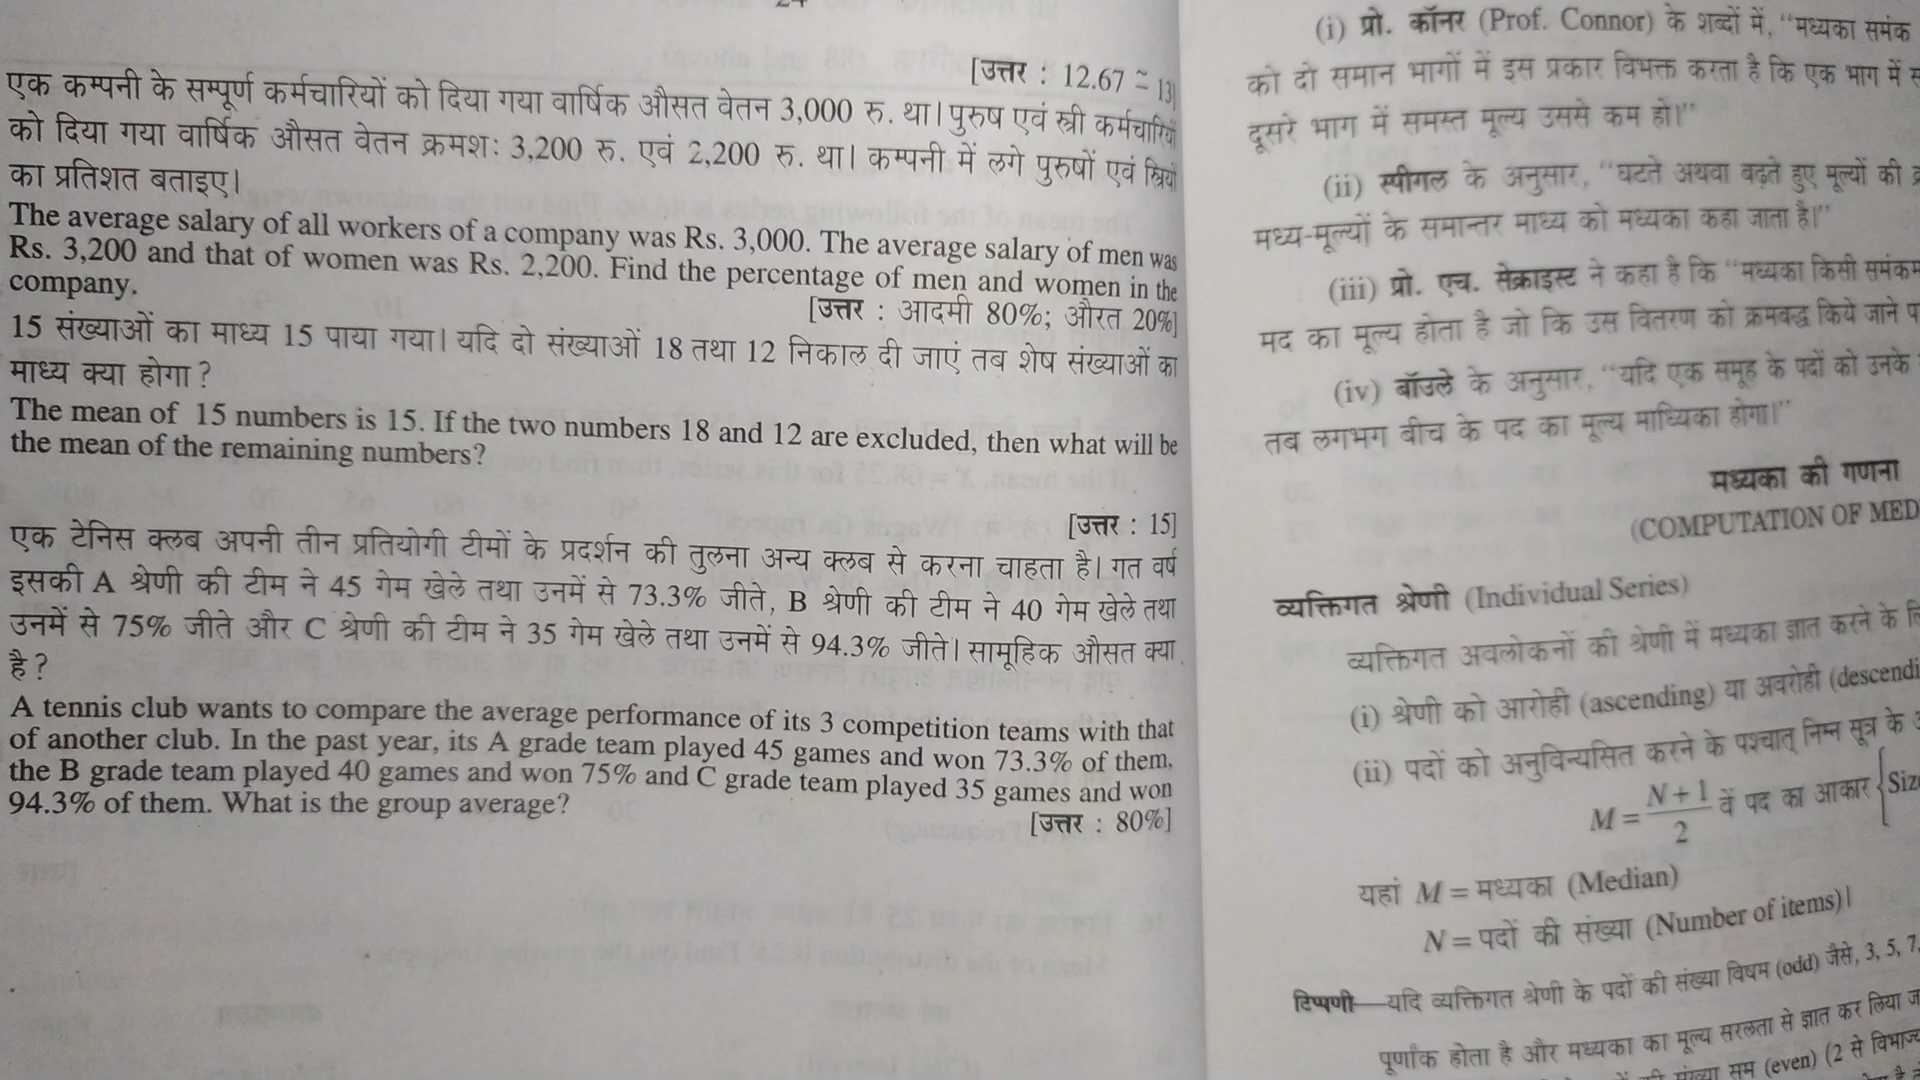 [उत्तर : 12.67 ≃ 13]
एक कम्पनी के सम्पूर्ण कर्मचारियों को दिया गया वार्षिक औसत वेतन 3,000 रु. था। पुरुष एवं स्त्री कर्मचारियों
को दिया गया वार्षिक औसत वेतन क्रमशः 3,200 रु. एवं 2,200 रु. था। कम्पनी में लगे पुरुषों एवं स्त्रियों
का प्रतिशत बताइए।
The average salary of all workers of a company was Rs. 3,000. The average salary of men was
Rs. 3,200 and that of women was Rs. 2,200. Find the percentage of men and women in the
company.
[उत्तर : आदमी 80%; औरत 20%]
15 संख्याओं का माध्य 15 पाया गया। यदि दो संख्याओं 18 तथा 12 निकाल दी जाएं तब शेष संख्याओं का
माध्य क्या होगा ?
The mean of 15 numbers is 15. If the two numbers 18 and 12 are excluded, then what will be
the mean of the remaining numbers?
[उत्तर : 15]
एक टेनिस क्लब अपनी तीन प्रतियोगी टीमों के प्रदर्शन की तुलना अन्य क्लब से करना चाहता है। गत वर्ष
इसकी A श्रेणी की टीम ने 45 गेम खेले तथा उनमें से 73.3% जीते, B श्रेणी की टीम ने 40 गेम खेले तथा
उनमें से 75% जीते और C श्रेणी की टीम ने 35 गेम खेले तथा उनमें से 94.3% जीते। सामूहिक औसत क्या
है ?
A tennis club wants to compare the average performance of its 3 competition teams with that
of another club. In the past year, its A grade team played 45 games and won 73.3% of them,
the B grade team played 40 games and won 75% and C grade team played 35 games and won
94.3% of them. What is the group average?
[उत्तर : 80%]
(i) प्रो. कॉनर (Prof. Connor) के शब्दों में, “मध्यका समंक
को दो समान भागों में इस प्रकार विभक्त करता है कि एक भाग में
दूसरे भाग में समस्त मूल्य उससे कम हो।”
(ii) स्पीगल के अनुसार, “घटते अथवा बढ़ते हुए मूल्यों की
मध्य-मूल्यों के समान्तर माध्य को मध्यका कहा जाता है।”
(iii) प्रो. एच. सेक्राइस्ट ने कहा है कि “मध्यका किसी
मद का मूल्य होता है जो कि उस वितरण को क्रमबद्ध किये जाने
(iv) बॉउले के अनुसार, “यदि एक समूह के पदों को उनके
तब लगभग बीच के पद का मूल्य माध्यिका होगा।”
मध्यका की गणना
(COMPUTATION OF MED
व्यक्तिगत श्रेणी (Individual Series)
व्यक्तिगत अवलोकनों की श्रेणी में मध्यका ज्ञात करने के
(i) श्रेणी को आरोही (ascending) या अवरोही (descendi
(ii) पदों को अनुविन्यसित करने के पश्चात् निम्न सूत्र के
M = N + 1 / 2 वें पद का आकार { Siz
यहां M = मध्यका (Median)
N = पदों की संख्या (Number of items)।
टिप्पणी—यदि व्यक्तिगत श्रेणी के पदों की संख्या विषम (odd) जैसे, 3, 5, 7,
पूर्णांक होता है और मध्यका का मूल्य सरलता से ज्ञात कर लिया
संख्या सम (even) (2 से